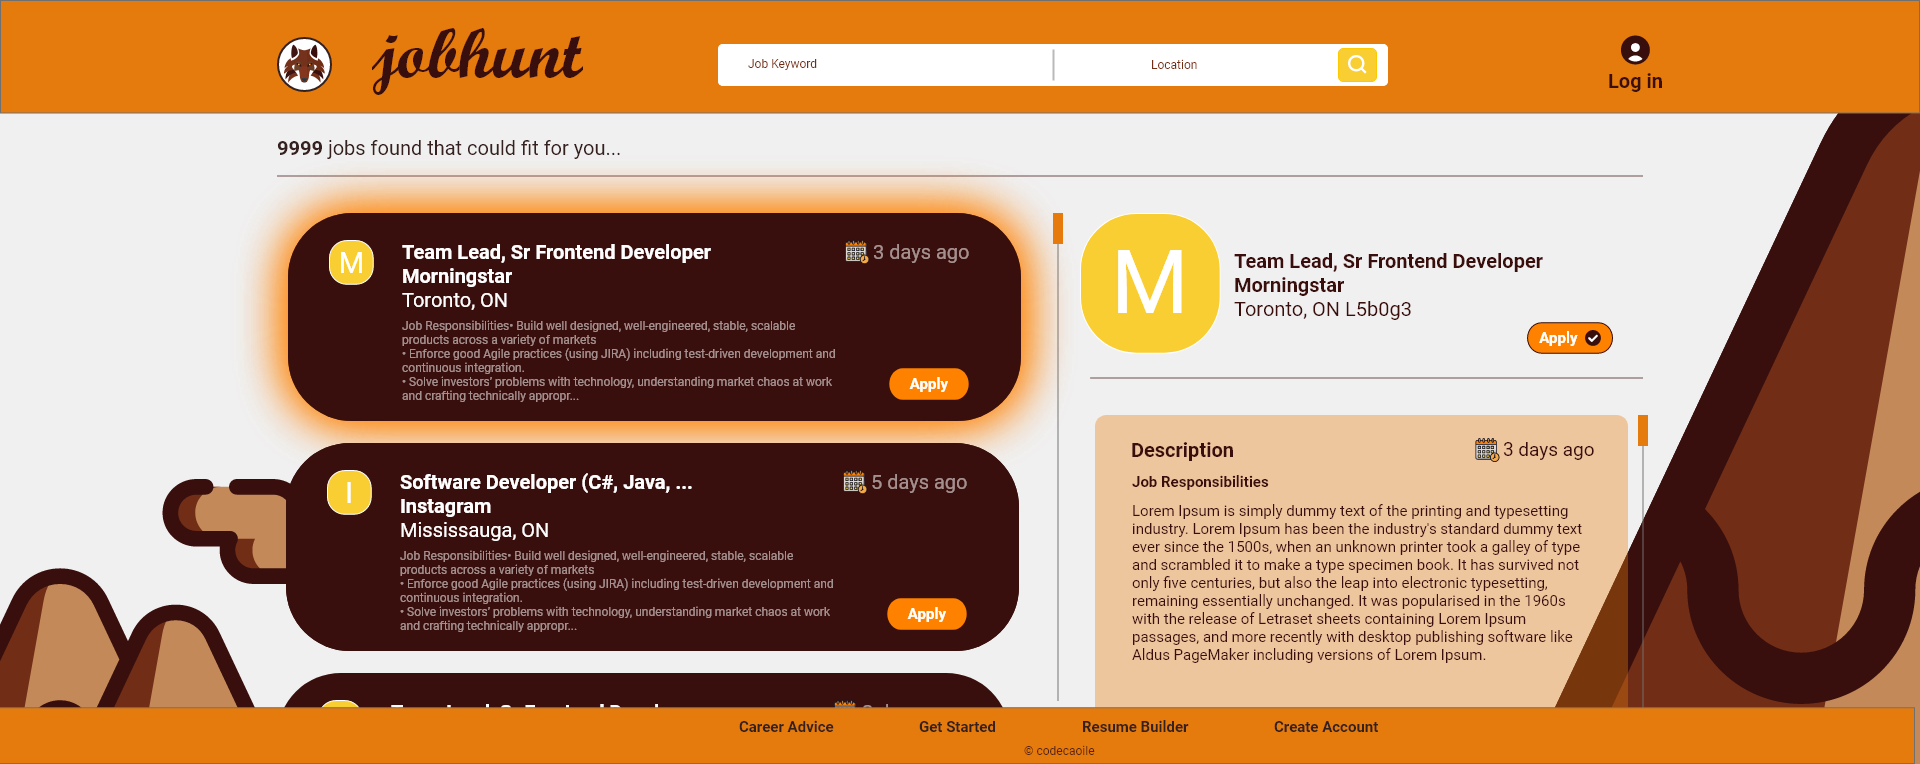 jobhunt
Job Keyword
Location
Log in
9999 jobs found that could fit for you...
M
Team Lead, Sr Frontend Developer
3 days ago
Morningstar
Toronto, ON
Job Responsibilities• Build well designed, well-engineered, stable, scalable
products across a variety of markets
• Enforce good Agile practices (using JIRA) including test-driven development and
continuous integration.
• Solve investors' problems with technology, understanding market chaos at work
and crafting technically appropr...
Apply
I
Software Developer (C#, Java, ...
5 days ago
Instagram
Mississauga, ON
Job Responsibilities• Build well designed, well-engineered, stable, scalable
products across a variety of markets
• Enforce good Agile practices (using JIRA) including test-driven development and
continuous integration.
• Solve investors' problems with technology, understanding market chaos at work
and crafting technically appropr...
Apply
M
Team Lead, Sr Frontend Developer
Morningstar
Toronto, ON L5b0g3
Apply
Description
3 days ago
Job Responsibilities
Lorem Ipsum is simply dummy text of the printing and typesetting
industry. Lorem Ipsum has been the industry's standard dummy text
ever since the 1500s, when an unknown printer took a galley of type
and scrambled it to make a type specimen book. It has survived not
only five centuries, but also the leap into electronic typesetting,
remaining essentially unchanged. It was popularised in the 1960s
with the release of Letraset sheets containing Lorem Ipsum
passages, and more recently with desktop publishing software like
Aldus PageMaker including versions of Lorem Ipsum.
Career Advice
Get Started
Resume Builder
Create Account
© codecaoile